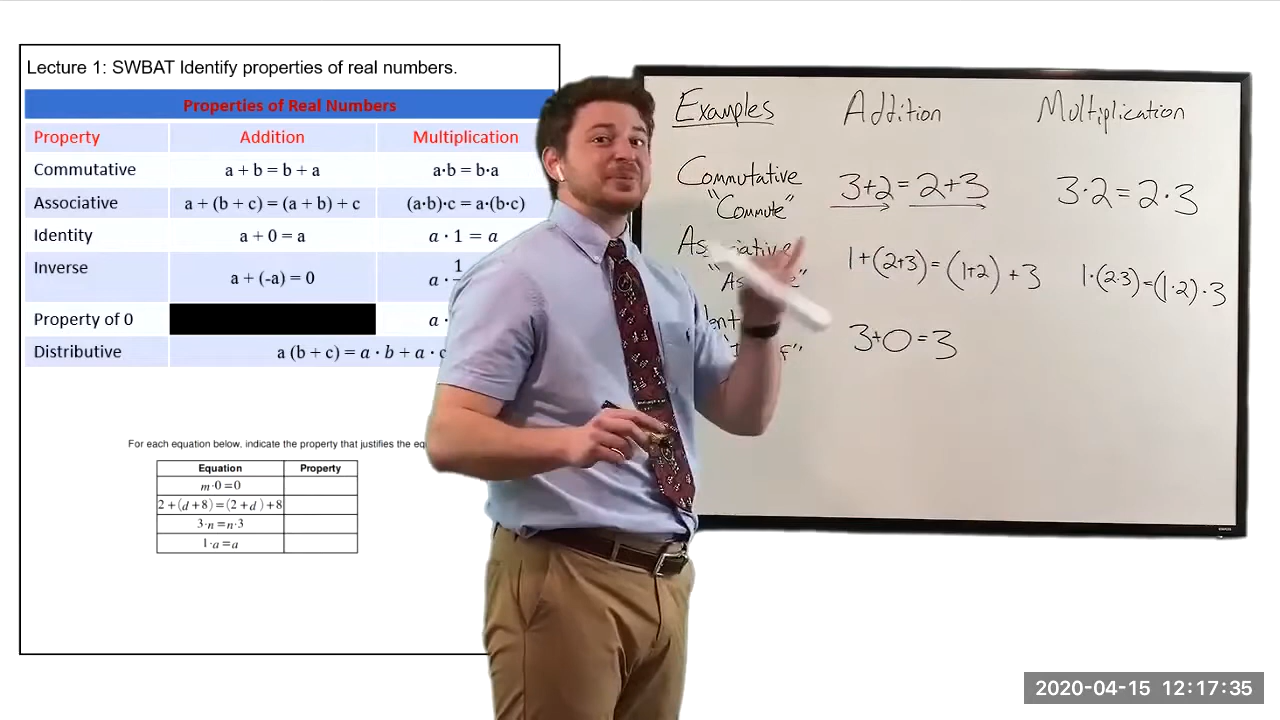 Lecture 1: SWBAT Identify properties of real numbers.
Properties of Real Numbers
Property Addition Multiplication
Commutative a + b = b + a a·b = b·a
Associative a + (b + c) = (a + b) + c (a·b)·c = a·(b·c)
Identity a + 0 = a a · 1 = a
Inverse a + (-a) = 0 a · 1
Property of 0 a ·
Distributive a (b + c) = a · b + a · c
For each equation below, indicate the property that justifies the
Equation Property
m·0=0
2+(d+8)=(2+d)+8
3·n=n·3
1·a=a
Examples Addition Multiplication
Commutative 3+2=2+3 3·2=2·3
"Commute"
1+(2+3)=(1+2)+3 1·(2·3)=(1·2)·3
3+0=3
2020-04-15 12:17:35